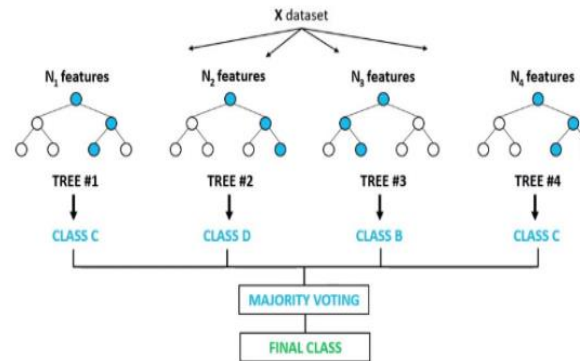 X dataset
N₁ features
N₂ features
N₃ features
N₄ features
TREE #1
TREE #2
TREE #3
TREE #4
CLASS C
CLASS D
CLASS B
CLASS C
MAJORITY VOTING
FINAL CLASS